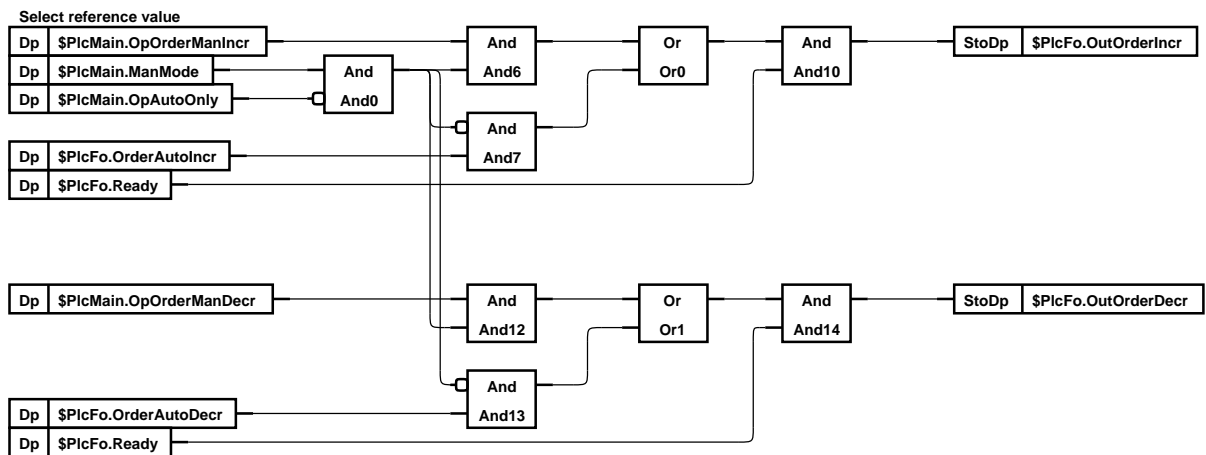 Select reference value
Dp $PlcMain.OpOrderManIncr And Or And StoDp $PlcFo.OutOrderIncr
Dp $PlcMain.ManMode And And6 Or0 And10
Dp $PlcMain.OpAutoOnly And0
And
Dp $PlcFo.OrderAutoIncr And7
Dp $PlcFo.Ready
Dp $PlcMain.OpOrderManDecr And Or And StoDp $PlcFo.OutOrderDecr
And12 Or1 And14
And
Dp $PlcFo.OrderAutoDecr And13
Dp $PlcFo.Ready